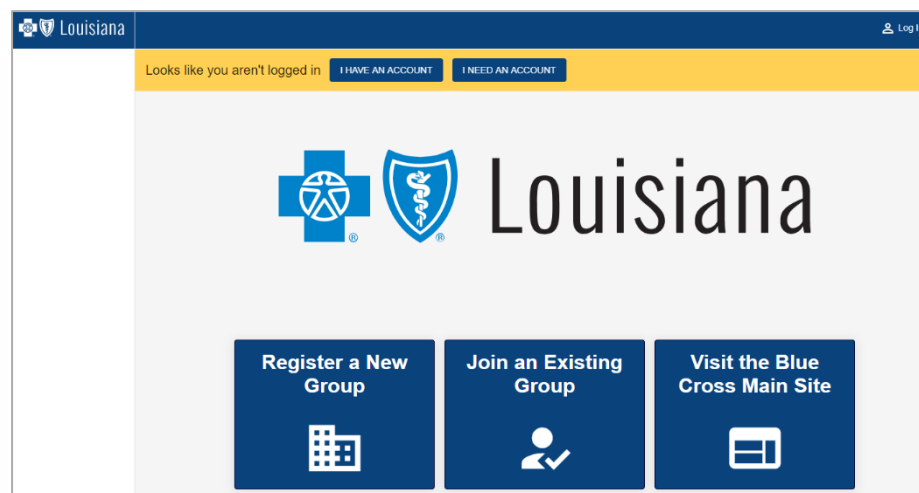 Louisiana
Log I
Looks like you aren't logged in
I HAVE AN ACCOUNT
I NEED AN ACCOUNT
Louisiana
Register a New
Group
Join an Existing
Group
Visit the Blue
Cross Main Site